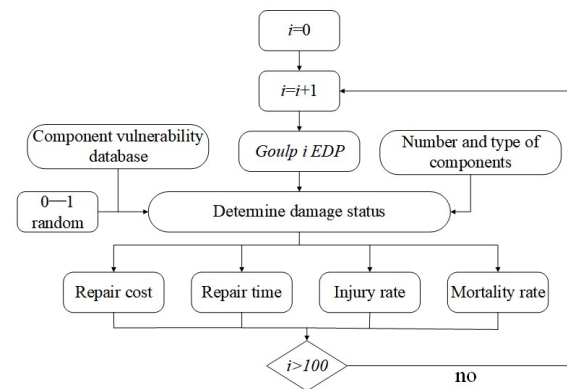 i=0
i=i+1
Component vulnerability
database
Goulp i EDP
Number and type of
components
0—1
random
Determine damage status
Repair cost
Repair time
Injury rate
Mortality rate
i>100
no